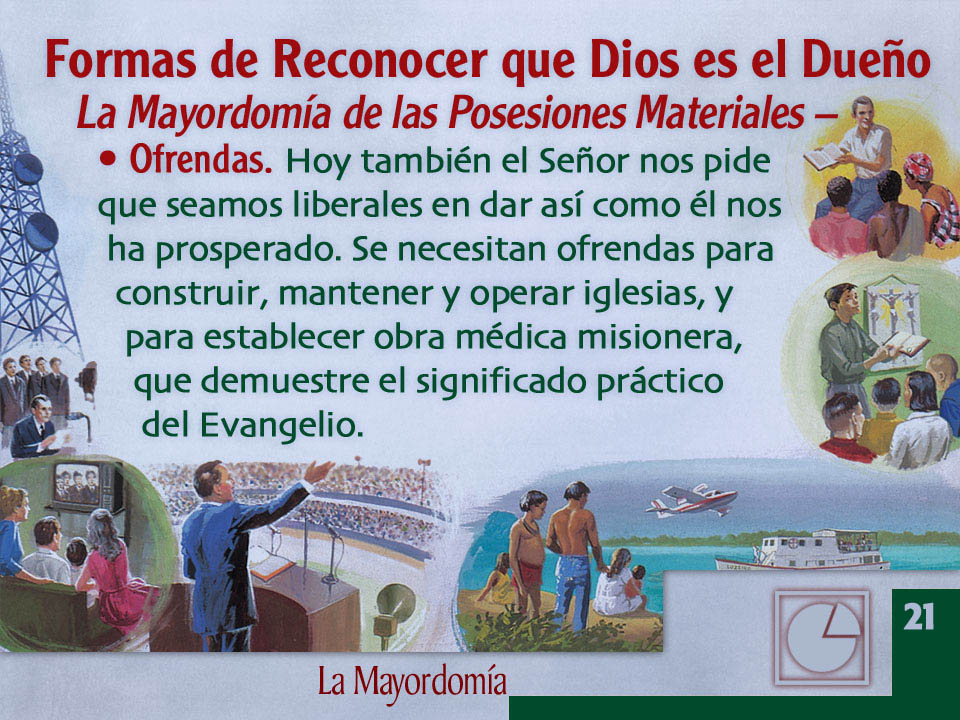 Formas de Reconocer que Dios es el Dueño
La Mayordomía de las Posesiones Materiales –
• Ofrendas. Hoy también el Señor nos pide
que seamos liberales en dar así como él nos
ha prosperado. Se necesitan ofrendas para
construir, mantener y operar iglesias, y
para establecer obra médica misionera,
que demuestre el significado práctico
del Evangelio.
21
La Mayordomía